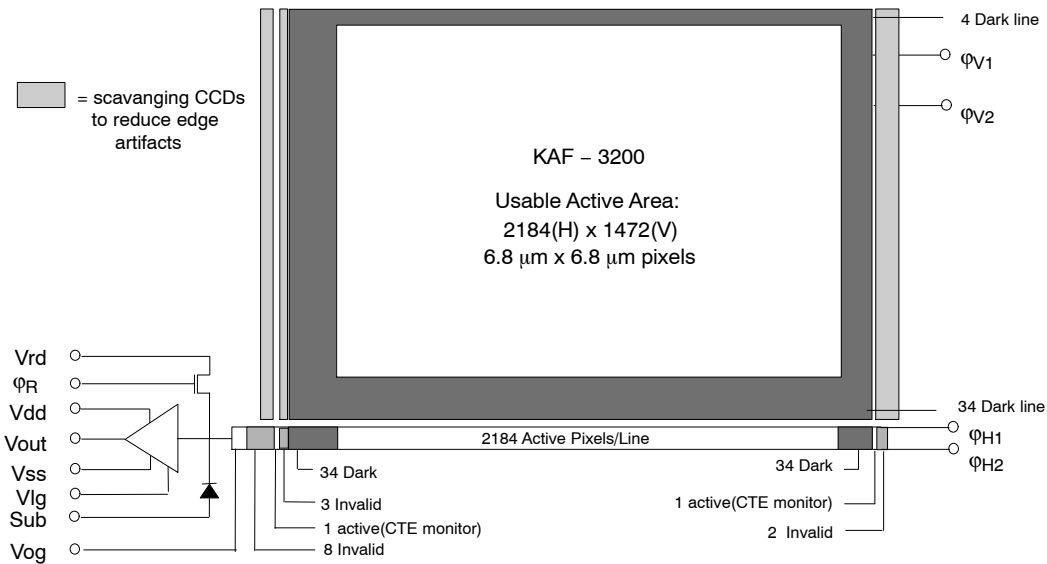 4 Dark line
φV1
φV2
= scavanging CCDs
to reduce edge
artifacts
KAF – 3200
Usable Active Area:
2184(H) x 1472(V)
6.8 μm x 6.8 μm pixels
Vrd
φR
Vdd
Vout
Vss
Vlg
Sub
Vog
34 Dark line
φH1
φH2
2184 Active Pixels/Line
34 Dark
34 Dark
3 Invalid
1 active(CTE monitor)
1 active(CTE monitor)
8 Invalid
2 Invalid